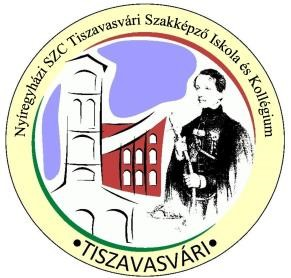 Nyíregyházi SZC Tiszavasvári Szakképző Iskola és Kollégium
•TISZAVASVÁRI•